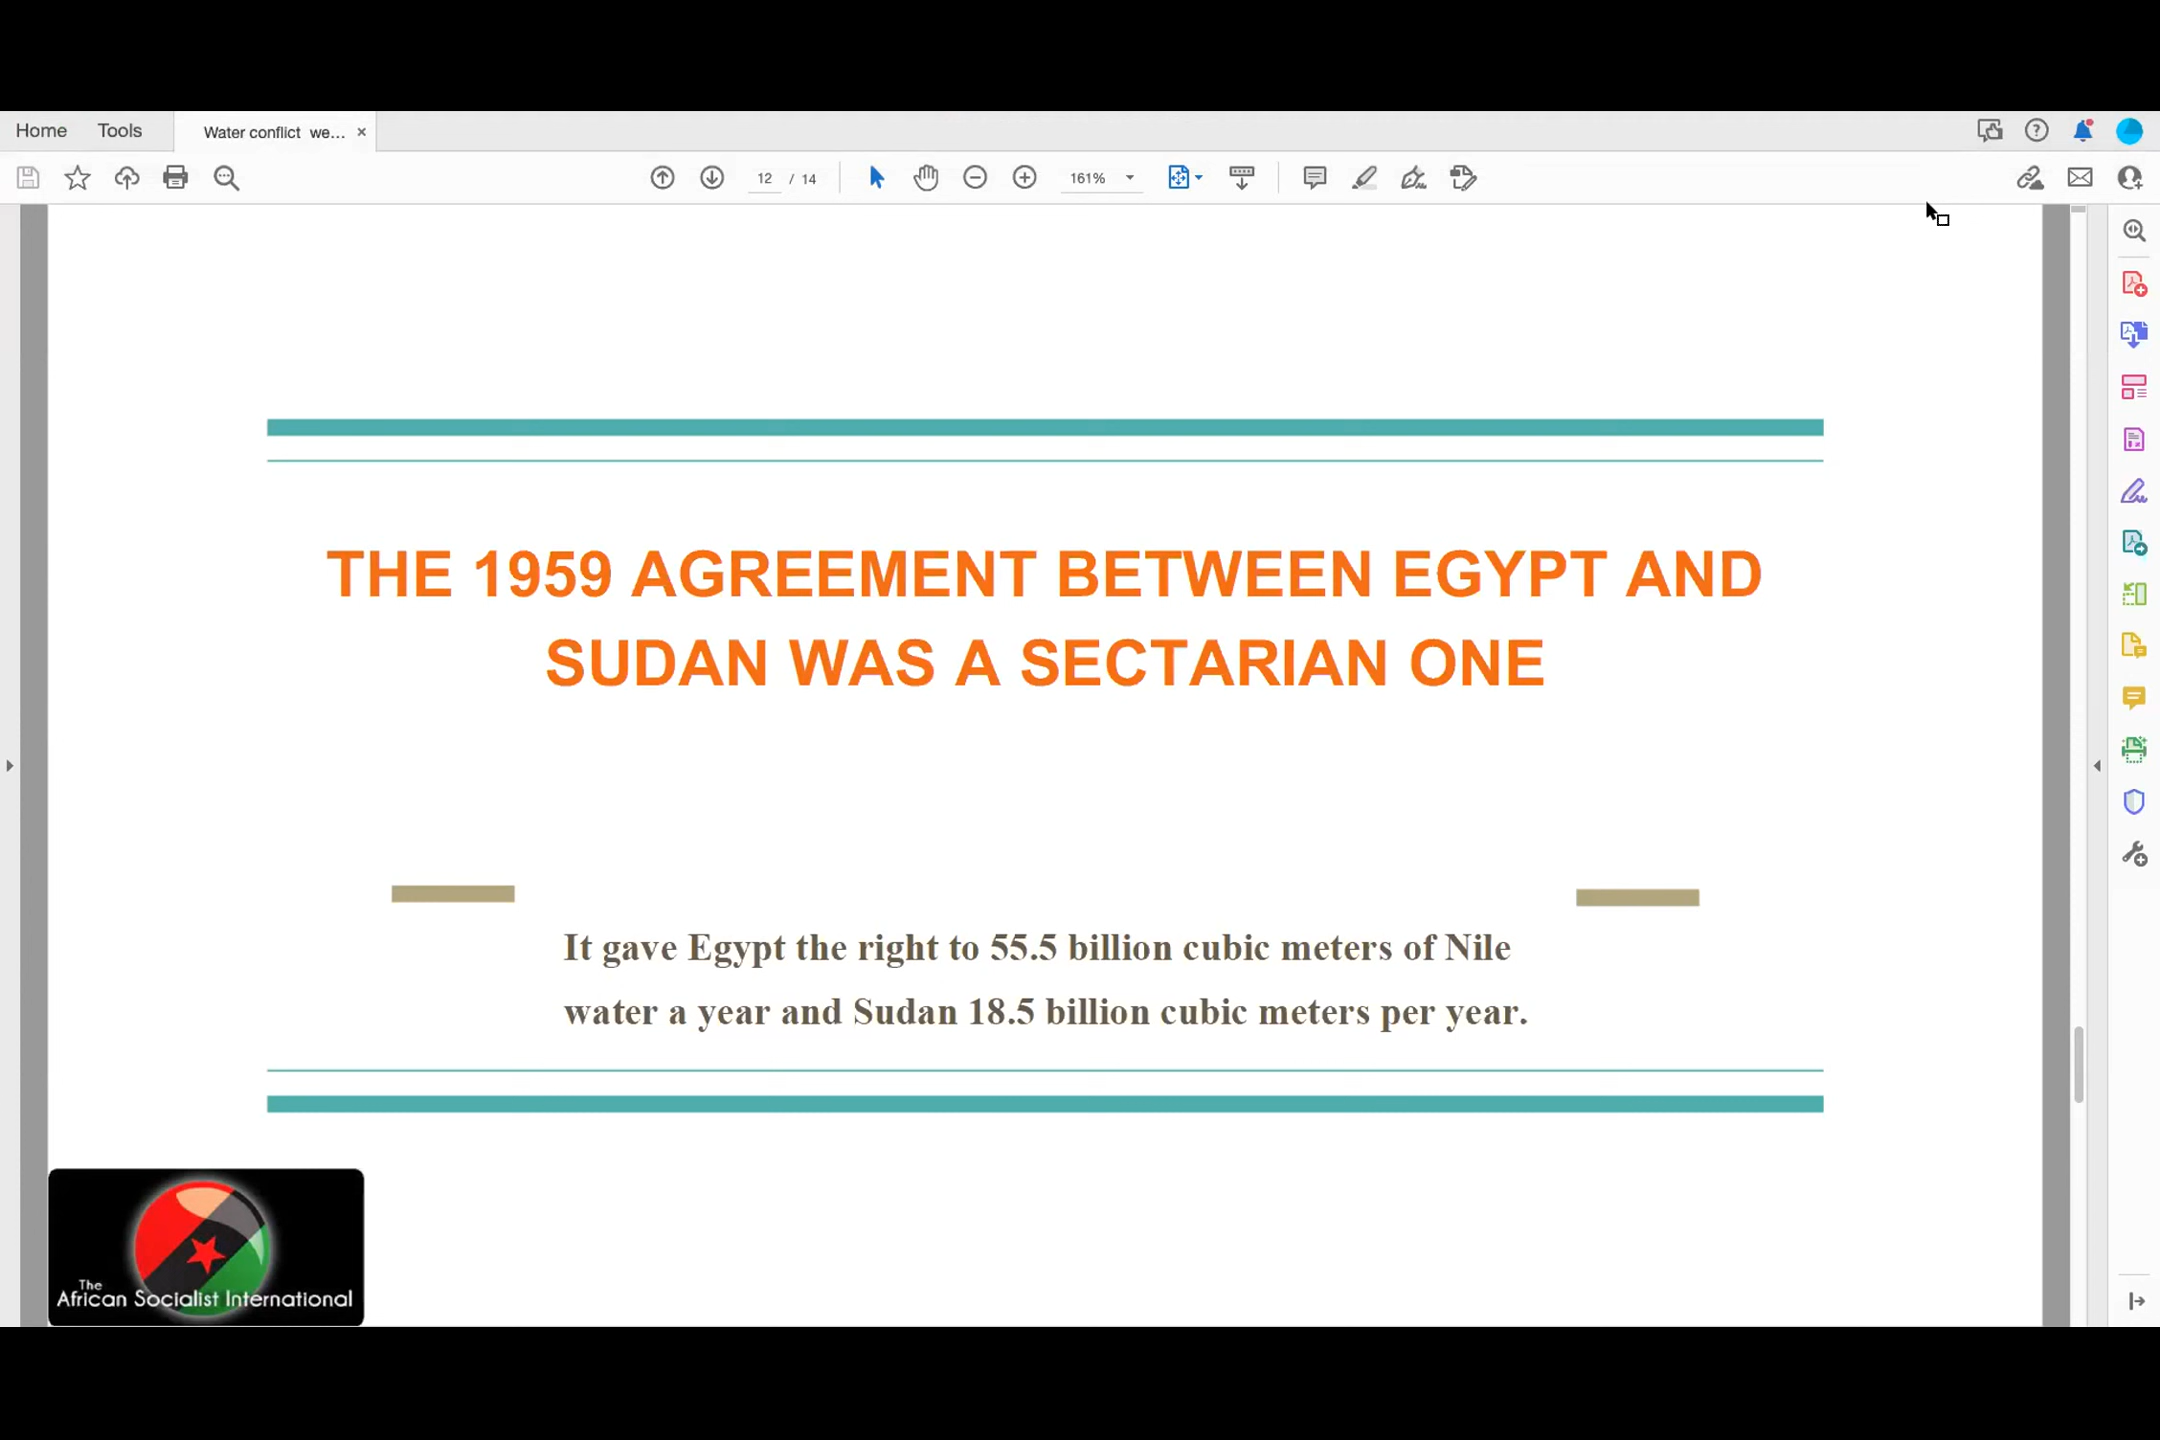 Home Tools Water conflict we... ×
12 / 14 161%
THE 1959 AGREEMENT BETWEEN EGYPT AND
SUDAN WAS A SECTARIAN ONE
It gave Egypt the right to 55.5 billion cubic meters of Nile
water a year and Sudan 18.5 billion cubic meters per year.
The
African Socialist International